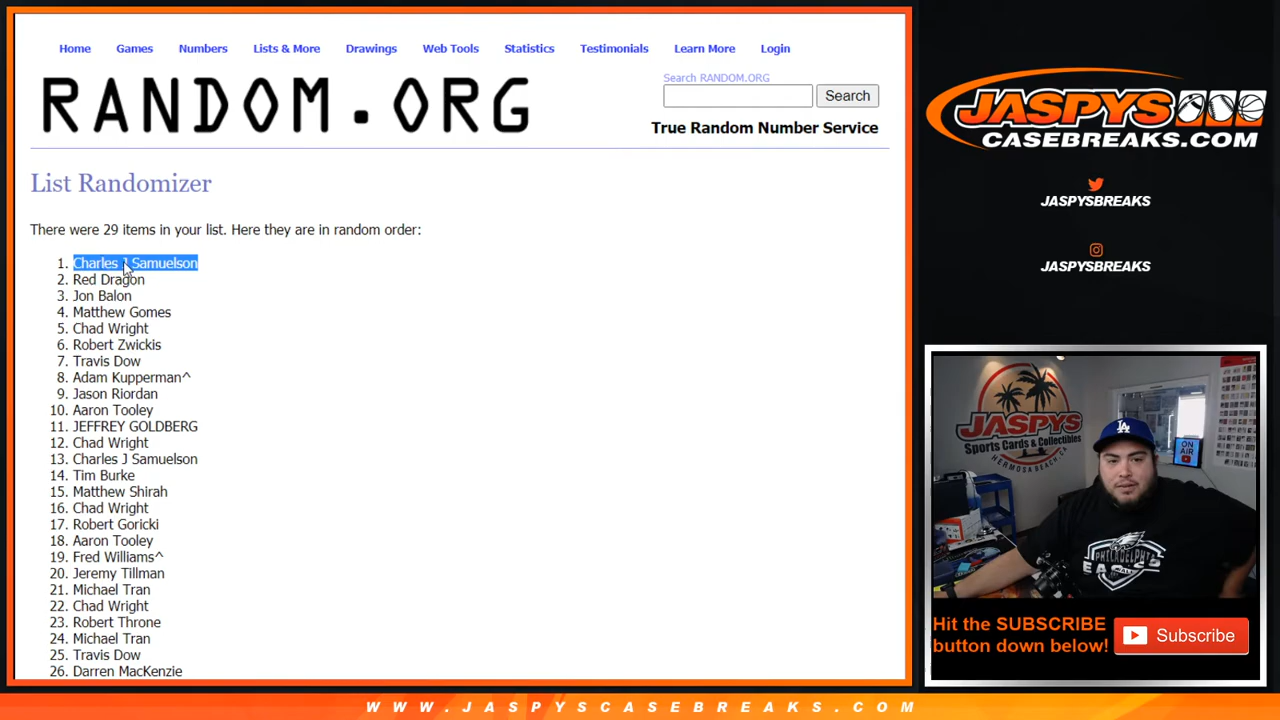 Home Games Numbers Lists & More Drawings Web Tools Statistics Testimonials Learn More Login
RANDOM.ORG
Search RANDOM.ORG
Search
True Random Number Service
List Randomizer
There were 29 items in your list. Here they are in random order:
1. Charles J Samuelson
2. Red Dragon
3. Jon Balon
4. Matthew Gomes
5. Chad Wright
6. Robert Zwickis
7. Travis Dow
8. Adam Kupperman^
9. Jason Riordan
10. Aaron Tooley
11. JEFFREY GOLDBERG
12. Chad Wright
13. Charles J Samuelson
14. Tim Burke
15. Matthew Shirah
16. Chad Wright
17. Robert Goricki
18. Aaron Tooley
19. Fred Williams^
20. Jeremy Tillman
21. Michael Tran
22. Chad Wright
23. Robert Throne
24. Michael Tran
25. Travis Dow
26. Darren MacKenzie
JASPYS
CASEBREAKS.COM
JASPYSBREAKS
JASPYSBREAKS
JASPYS
Sports Cards & Collectibles
HERMOSA BEACH, CA
ON
AIR
LA
PHILADELPHIA
EAGLES
Hit the SUBSCRIBE
button down below!
Subscribe
WWW.JASPYSCASEBREAKS.COM